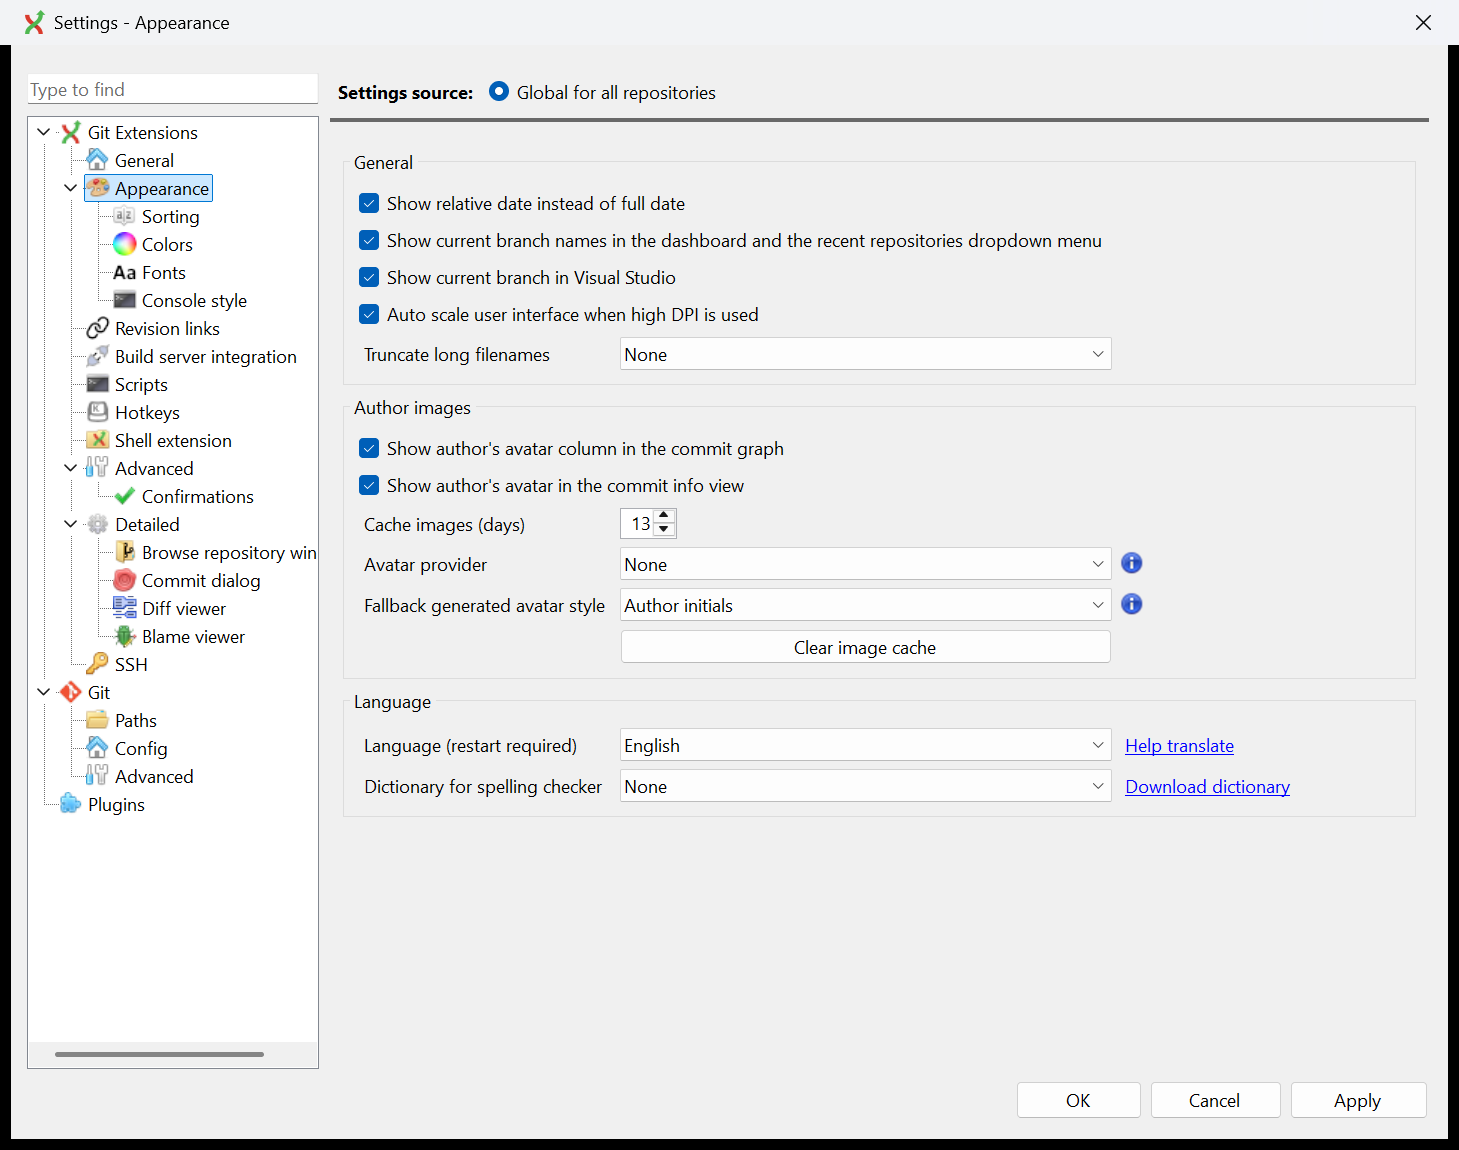 Settings - Appearance
Type to find
Git Extensions
General
Appearance
Sorting
Colors
Aa Fonts
Console style
Revision links
Build server integration
Scripts
Hotkeys
Shell extension
Advanced
Confirmations
Detailed
Browse repository win
Commit dialog
Diff viewer
Blame viewer
SSH
Git
Paths
Config
Advanced
Plugins
Settings source: Global for all repositories
General
Show relative date instead of full date
Show current branch names in the dashboard and the recent repositories dropdown menu
Show current branch in Visual Studio
Auto scale user interface when high DPI is used
Truncate long filenames None
Author images
Show author's avatar column in the commit graph
Show author's avatar in the commit info view
Cache images (days) 13
Avatar provider None
Fallback generated avatar style Author initials
Clear image cache
Language
Language (restart required) English Help translate
Dictionary for spelling checker None Download dictionary
OK Cancel Apply